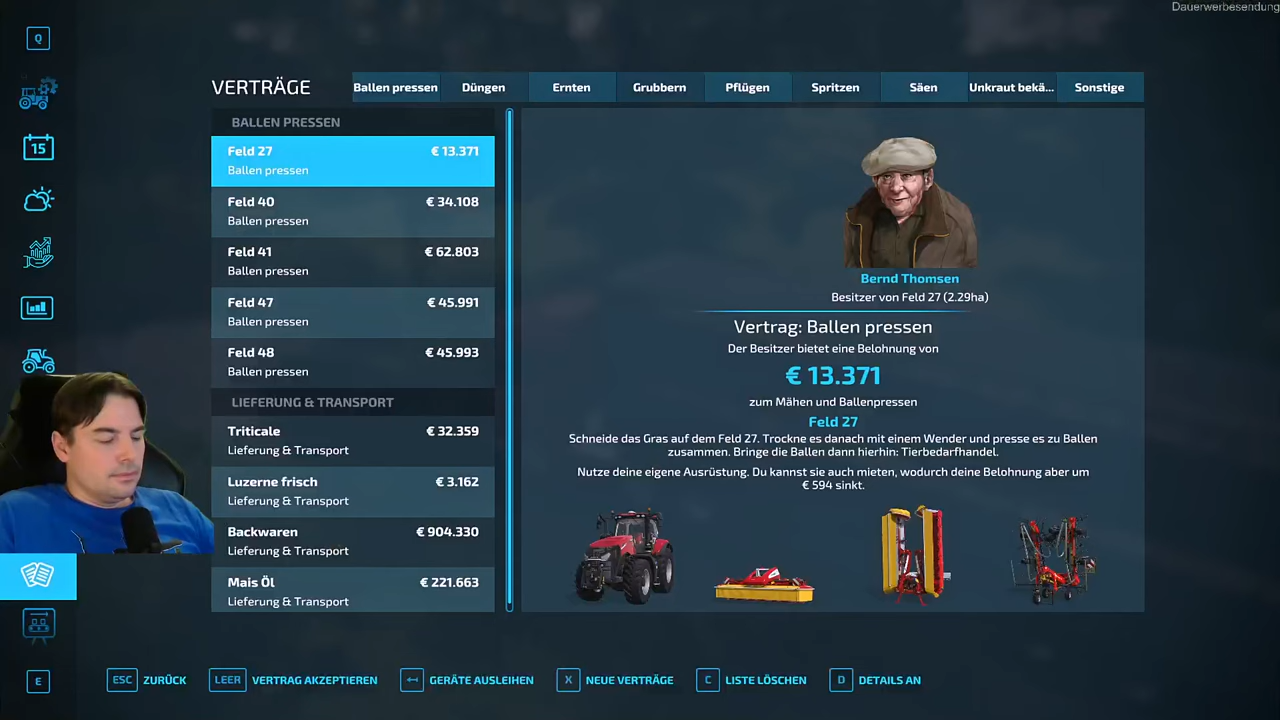 Dauerwerbesendung
Q
VERTRÄGE
Ballen pressen
Düngen
Ernten
Grubbern
Pflügen
Spritzen
Säen
Unkraut bekä...
Sonstige
15
BALLEN PRESSEN
Feld 27 € 13.371
Ballen pressen
Feld 40 € 34.108
Ballen pressen
Feld 41 € 62.803
Ballen pressen
Feld 47 € 45.991
Ballen pressen
Feld 48 € 45.993
Ballen pressen
LIEFERUNG & TRANSPORT
Triticale € 32.359
Lieferung & Transport
Luzerne frisch € 3.162
Lieferung & Transport
Backwaren € 904.330
Lieferung & Transport
Mais Öl € 221.663
Lieferung & Transport
Bernd Thomsen
Besitzer von Feld 27 (2.29ha)
Vertrag: Ballen pressen
Der Besitzer bietet eine Belohnung von
€ 13.371
zum Mähen und Ballenpressen
Feld 27
Schneide das Gras auf dem Feld 27. Trockne es danach mit einem Wender und presse es zu Ballen
zusammen. Bringe die Ballen dann hierhin: Tierbedarfhandel.
Nutze deine eigene Ausrüstung. Du kannst sie auch mieten, wodurch deine Belohnung aber um
€ 594 sinkt.
E
ESC ZURÜCK
LEER VERTRAG AKZEPTIEREN
GERÄTE AUSLEIHEN
X NEUE VERTRÄGE
C LISTE LÖSCHEN
D DETAILS AN